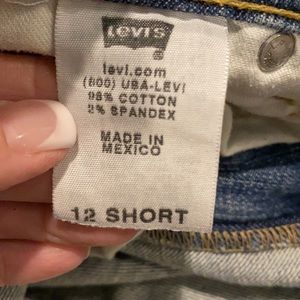 LEVI'S
levi.com
(800) USA-LEVI
98% COTTON
2% SPANDEX
MADE IN
MEXICO
12 SHORT